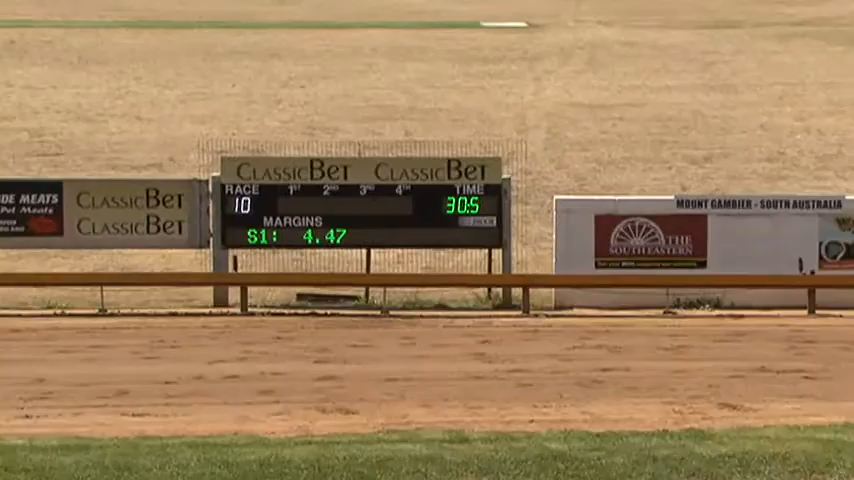 DE MEATS
Pet Meats
CLASSICBET
CLASSICBET
CLASSICBET CLASSICBET
RACE 1ST 2ND 3RD 4TH TIME
10 30:5
MARGINS
S1: 4.47
MOUNT GAMBIER - SOUTH AUSTRALIA
THE
SOUTHEASTERN